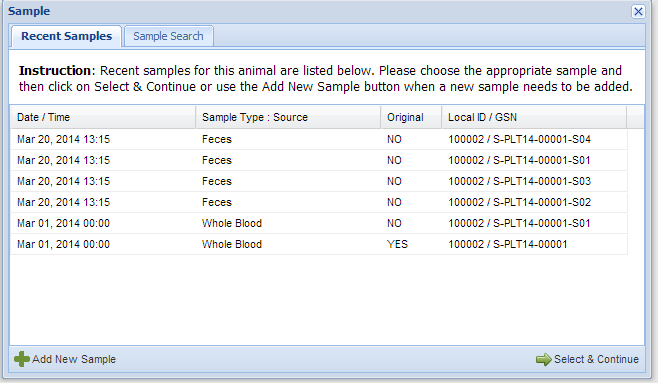 Sample
Recent Samples Sample Search
Instruction: Recent samples for this animal are listed below. Please choose the appropriate sample and
then click on Select & Continue or use the Add New Sample button when a new sample needs to be added.
Date / Time Sample Type : Source Original Local ID / GSN
Mar 20, 2014 13:15 Feces NO 100002 / S-PLT14-00001-S04
Mar 20, 2014 13:15 Feces NO 100002 / S-PLT14-00001-S01
Mar 20, 2014 13:15 Feces NO 100002 / S-PLT14-00001-S03
Mar 20, 2014 13:15 Feces NO 100002 / S-PLT14-00001-S02
Mar 01, 2014 00:00 Whole Blood NO 100002 / S-PLT14-00001-S01
Mar 01, 2014 00:00 Whole Blood YES 100002 / S-PLT14-00001
Add New Sample Select & Continue